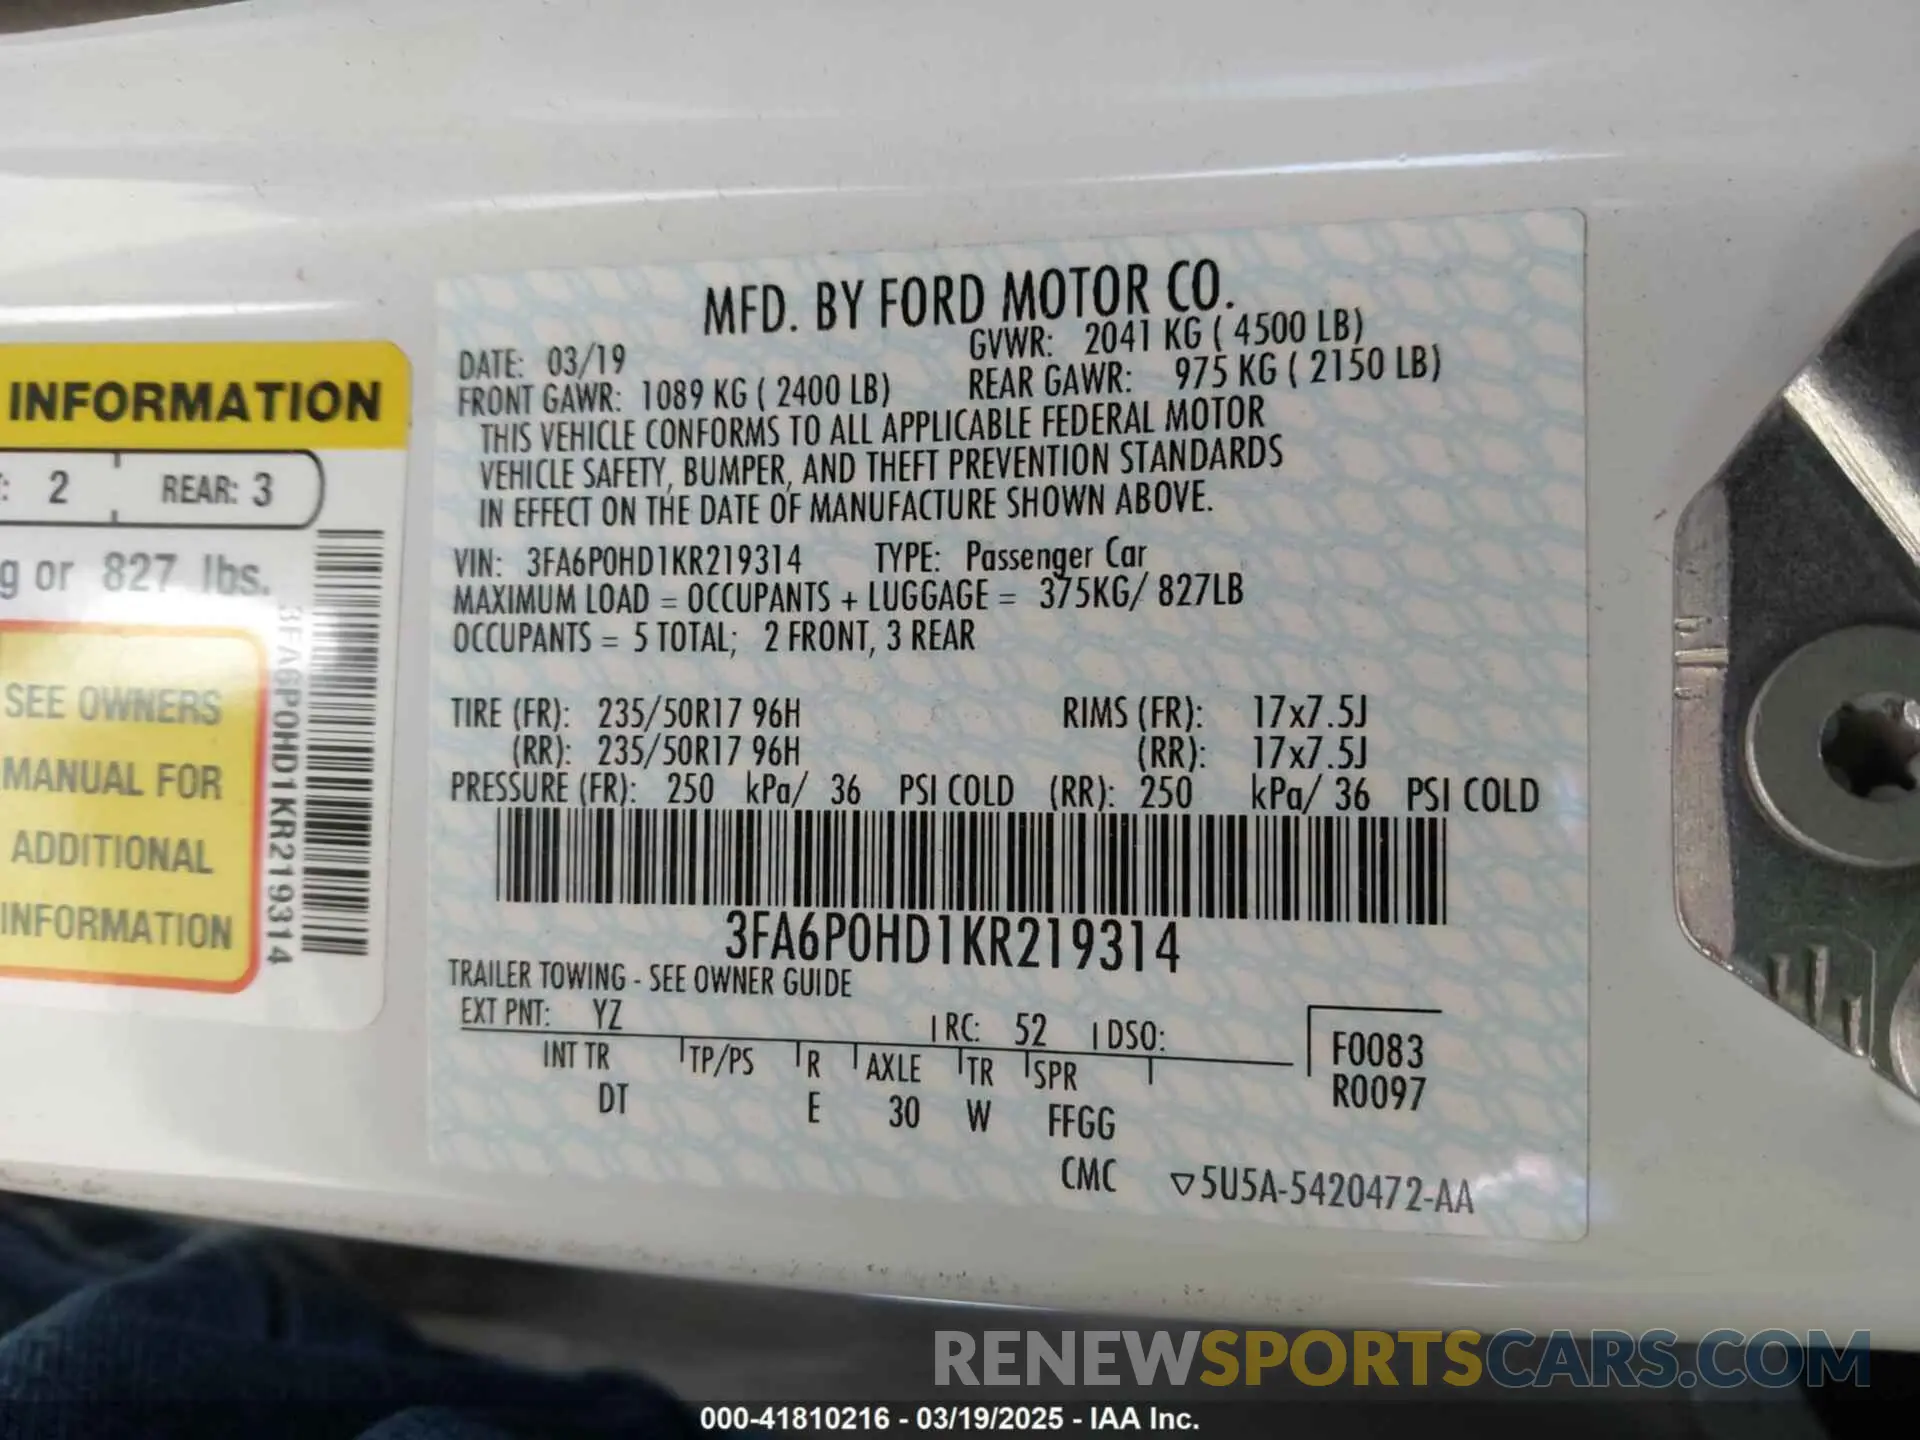 INFORMATION
2 REAR: 3
g or 827 lbs.
SEE OWNERS
MANUAL FOR
ADDITIONAL
INFORMATION
3FA6P0HD1KR219314
MFD. BY FORD MOTOR CO.
DATE: 03/19 GVWR: 2041 KG ( 4500 LB)
FRONT GAWR: 1089 KG ( 2400 LB) REAR GAWR: 975 KG ( 2150 LB)
THIS VEHICLE CONFORMS TO ALL APPLICABLE FEDERAL MOTOR
VEHICLE SAFETY, BUMPER, AND THEFT PREVENTION STANDARDS
IN EFFECT ON THE DATE OF MANUFACTURE SHOWN ABOVE.
VIN: 3FA6P0HD1KR219314 TYPE: Passenger Car
MAXIMUM LOAD = OCCUPANTS + LUGGAGE = 375KG/ 827LB
OCCUPANTS = 5 TOTAL; 2 FRONT, 3 REAR
TIRE (FR): 235/50R17 96H RIMS (FR): 17x7.5J
(RR): 235/50R17 96H (RR): 17x7.5J
PRESSURE (FR): 250 kPa/ 36 PSI COLD (RR): 250 kPa/ 36 PSI COLD
3FA6P0HD1KR219314
TRAILER TOWING - SEE OWNER GUIDE
EXT PNT: YZ RC: 52 DSO:
INT TR TP/PS R AXLE TR SPR
DT E 30 W FFGG
F0083
R0097
CMC ▽5U5A-5420472-AA
RENEWSPORTSCARS.COM
000-41810216 - 03/19/2025 - IAA Inc.